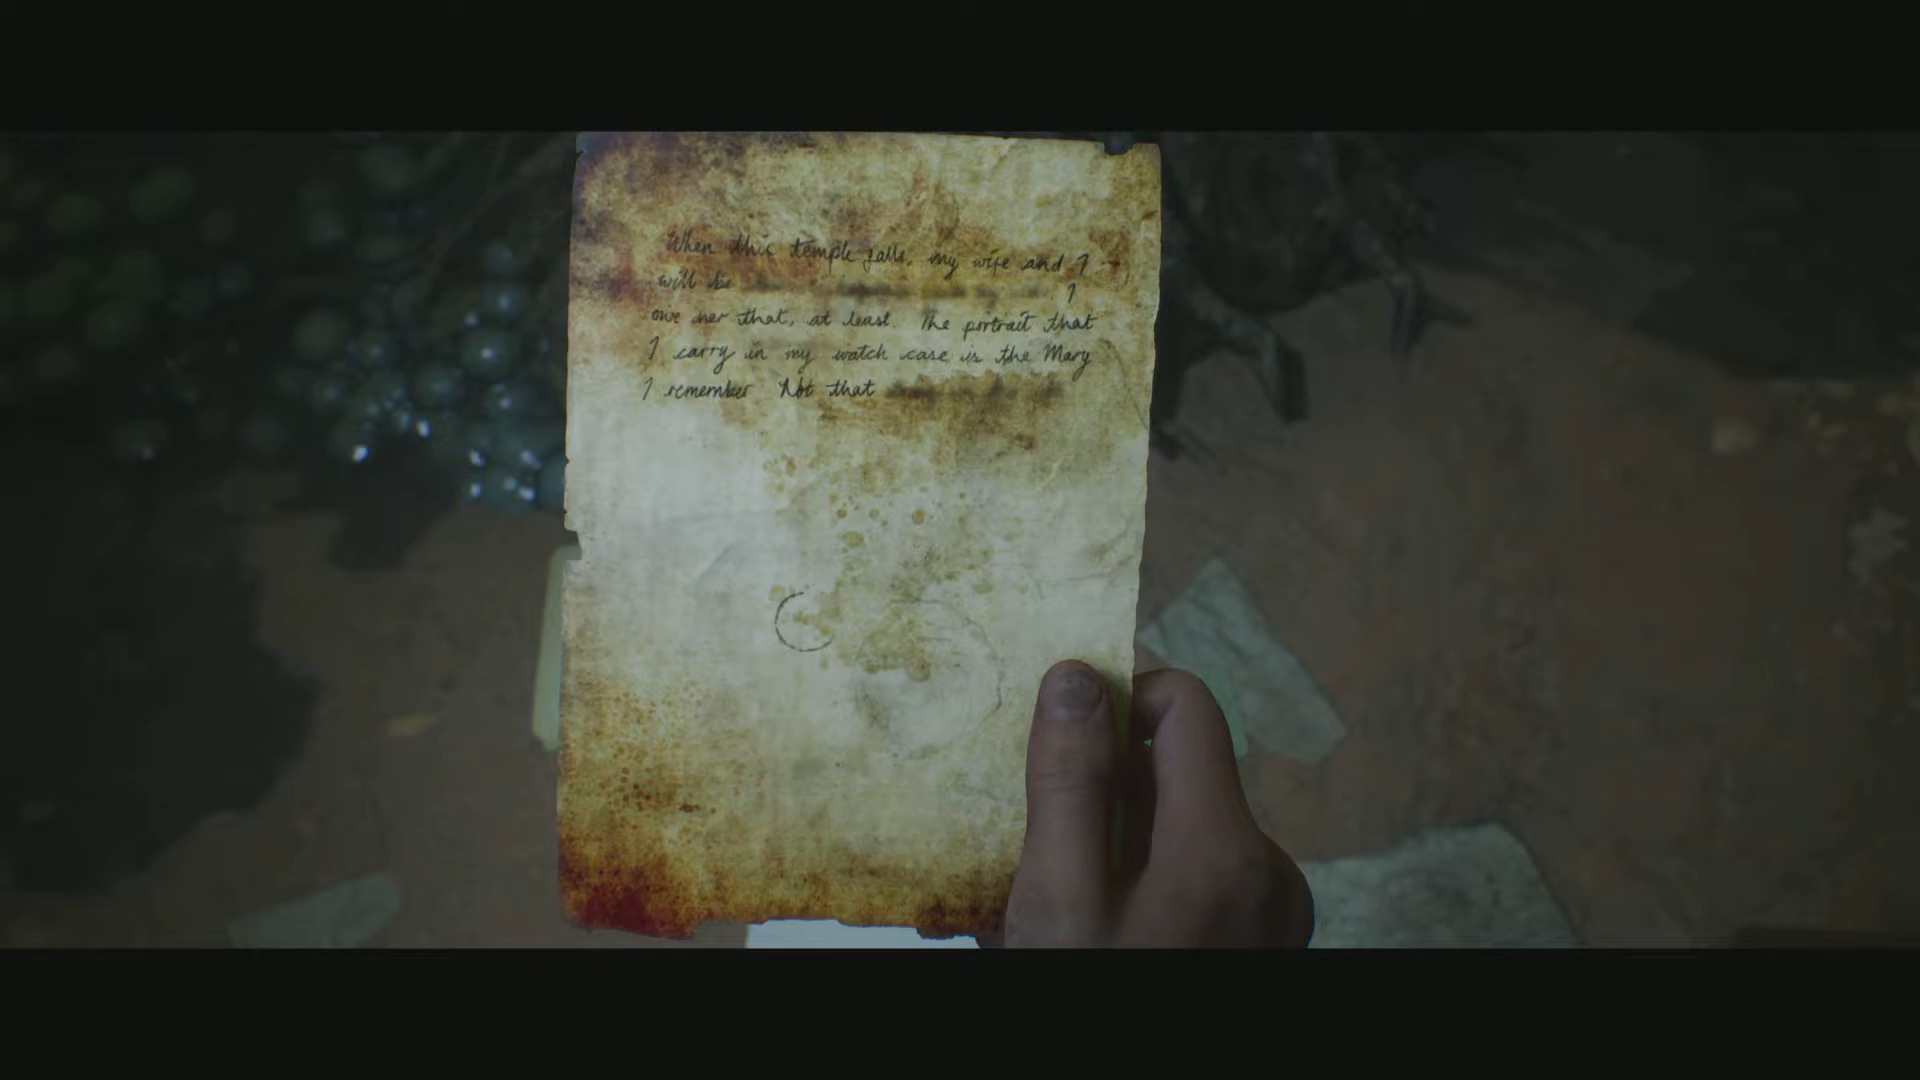 When this temple falls, my wife and I
will be I
owe her that, at least. The portrait that
I carry in my watch case is the Mary
I remember Not that